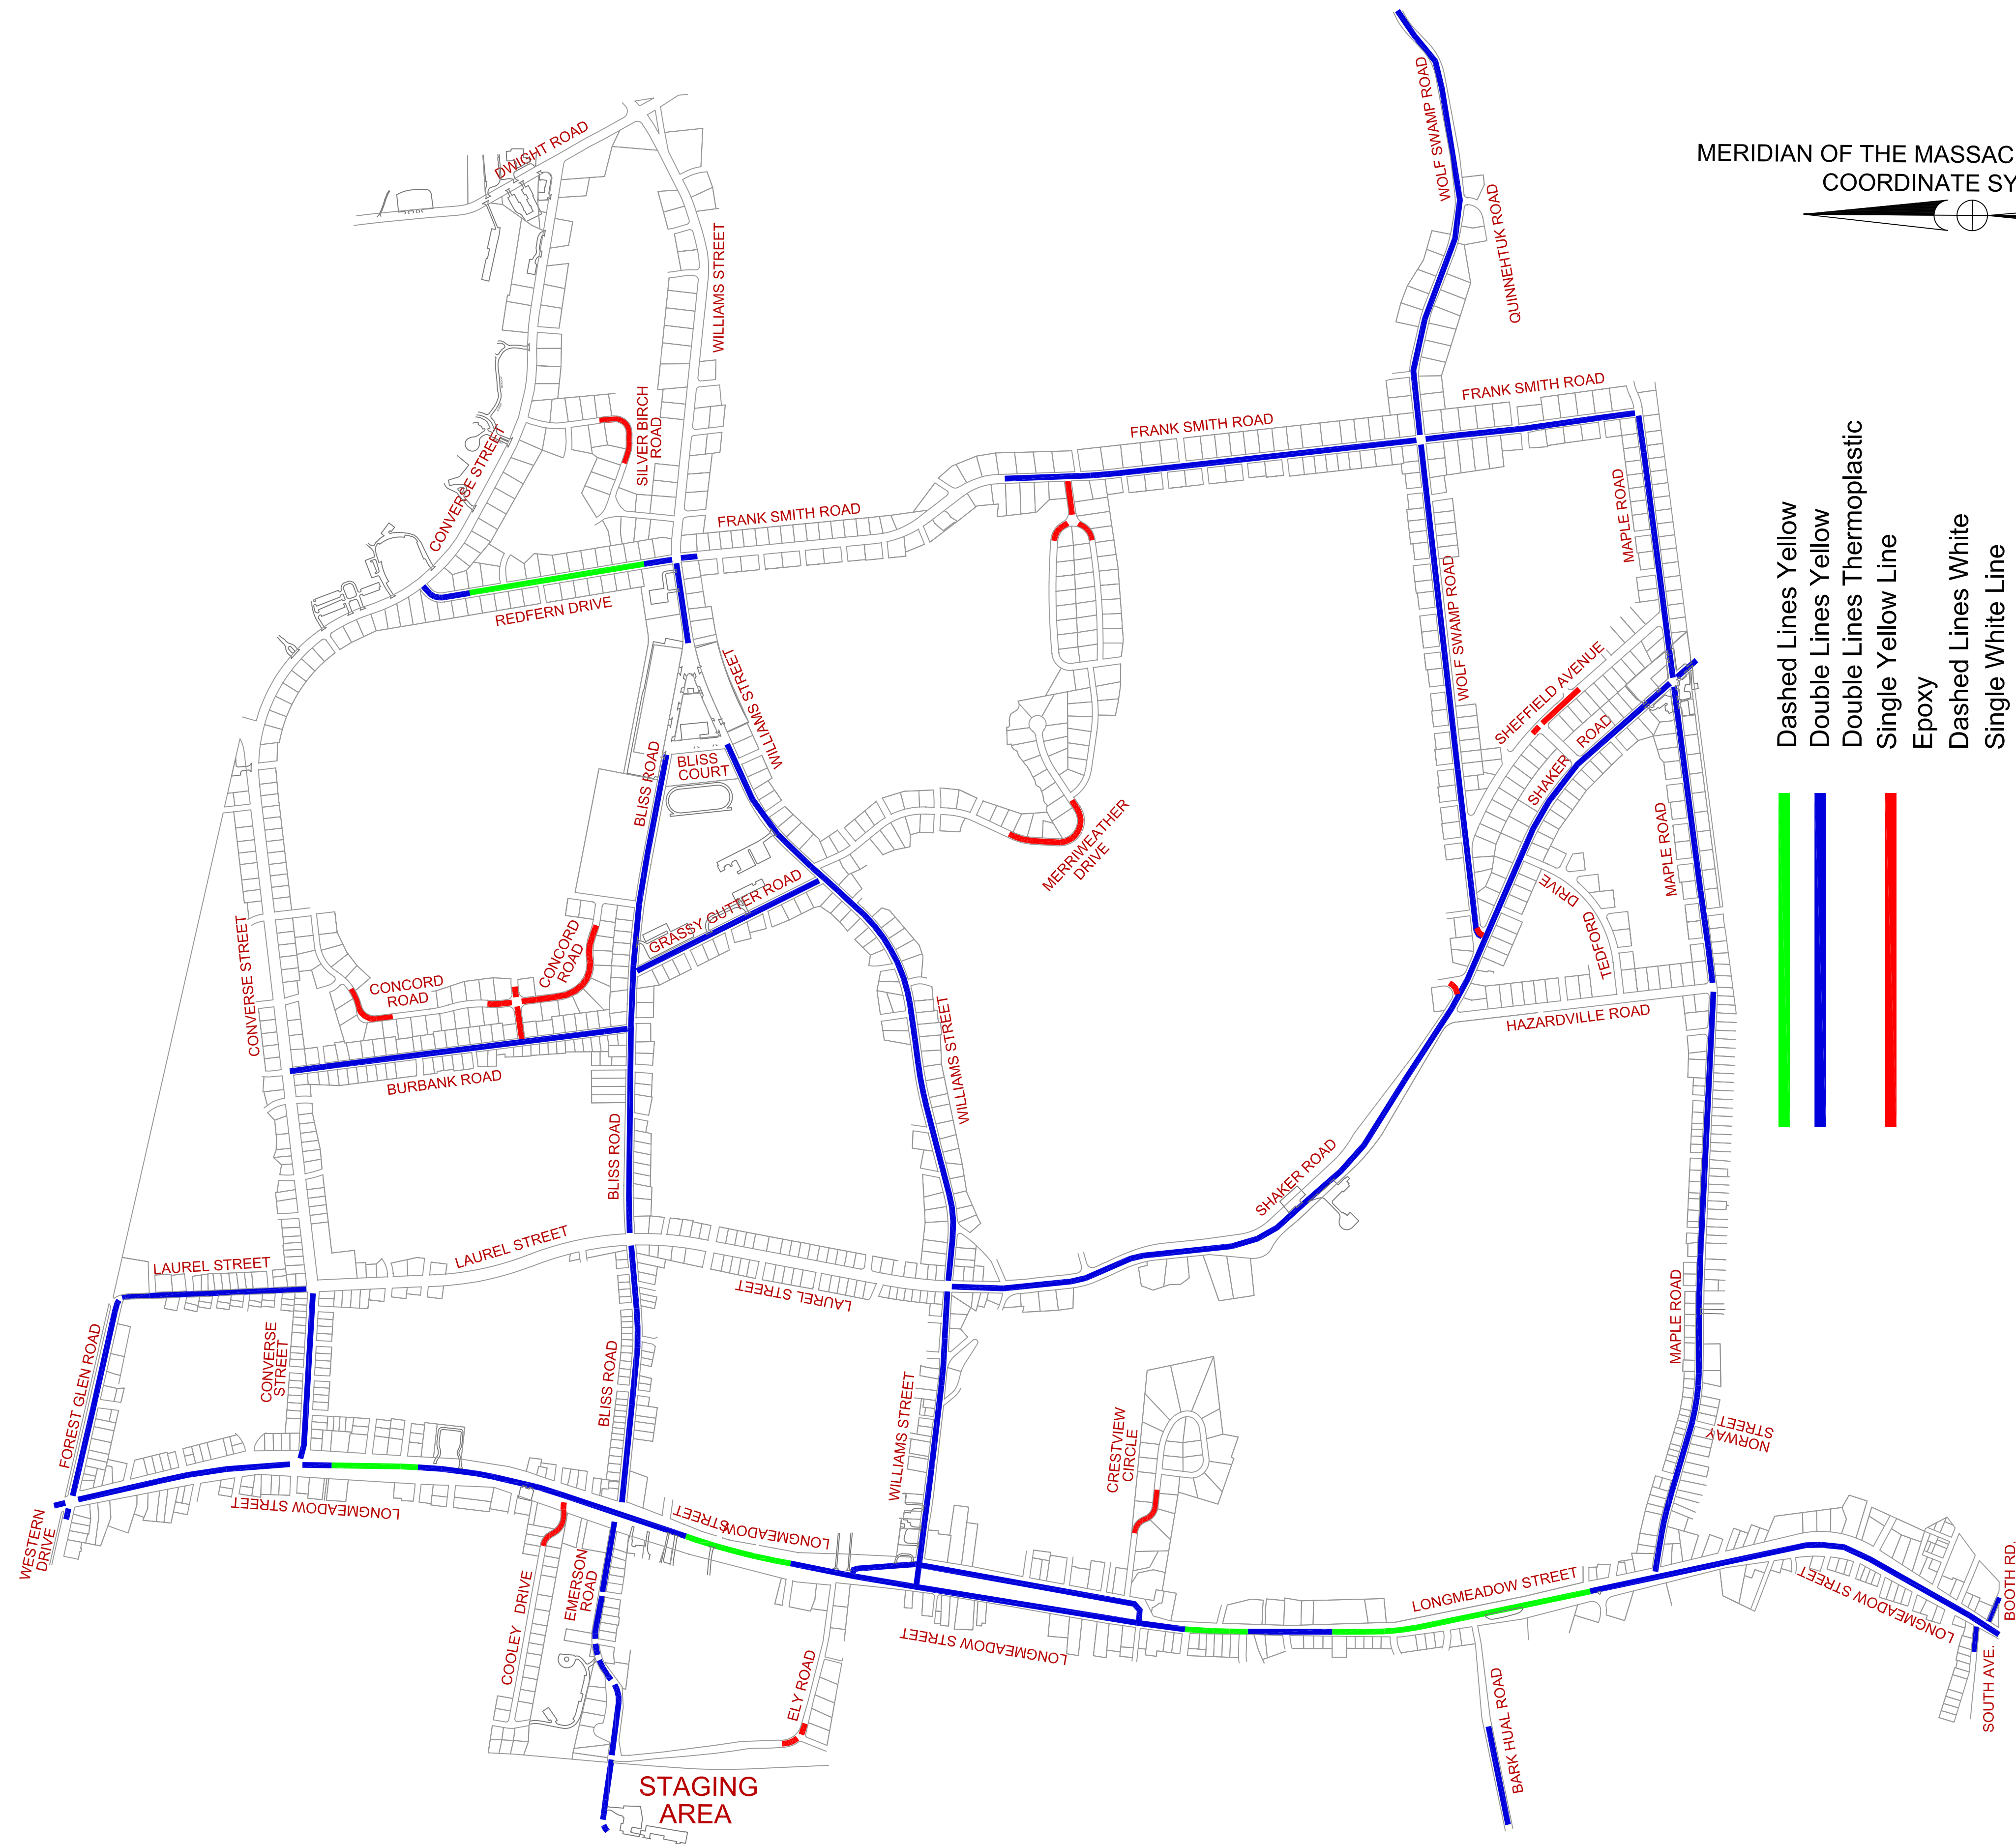 MERIDIAN OF THE MASSAC
COORDINATE SY
WOLF SWAMP ROAD
WOLF SWAMP ROAD
QUINNEHTUK ROAD
DWIGHT ROAD
WILLIAMS STREET
CONVERSE STREET
SILVER BIRCH
ROAD
FRANK SMITH ROAD
FRANK SMITH ROAD
FRANK SMITH ROAD
REDFERN DRIVE
MAPLE ROAD
WOLF SWAMP ROAD
SHEFFIELD AVENUE
SHAKER ROAD
WILLIAMS STREET
BLISS ROAD
BLISS
COURT
MERRIWEATHER
DRIVE
MAPLE ROAD
TEDFORD DRIVE
GRASSY GUTTER ROAD
CONCORD
ROAD
CONCORD
ROAD
CONVERSE STREET
HAZARDVILLE ROAD
BURBANK ROAD
WILLIAMS STREET
BLISS ROAD
SHAKER ROAD
LAUREL STREET
LAUREL STREET
LAUREL STREET
MAPLE ROAD
FOREST GLEN ROAD
CONVERSE
STREET
BLISS ROAD
WILLIAMS STREET
CRESTVIEW
CIRCLE
NORWAY
STREET
LONGMEADOW STREET
LONGMEADOW STREET
WESTERN
DRIVE
COOLEY DRIVE
EMERSON
ROAD
ELY ROAD
LONGMEADOW STREET
LONGMEADOW STREET
LONGMEADOW STREET
BOOTH RD.
SOUTH AVE.
BARK HUAL ROAD
STAGING
AREA
Dashed Lines Yellow
Double Lines Yellow
Double Lines Thermoplastic
Single Yellow Line
Epoxy
Dashed Lines White
Single White Line